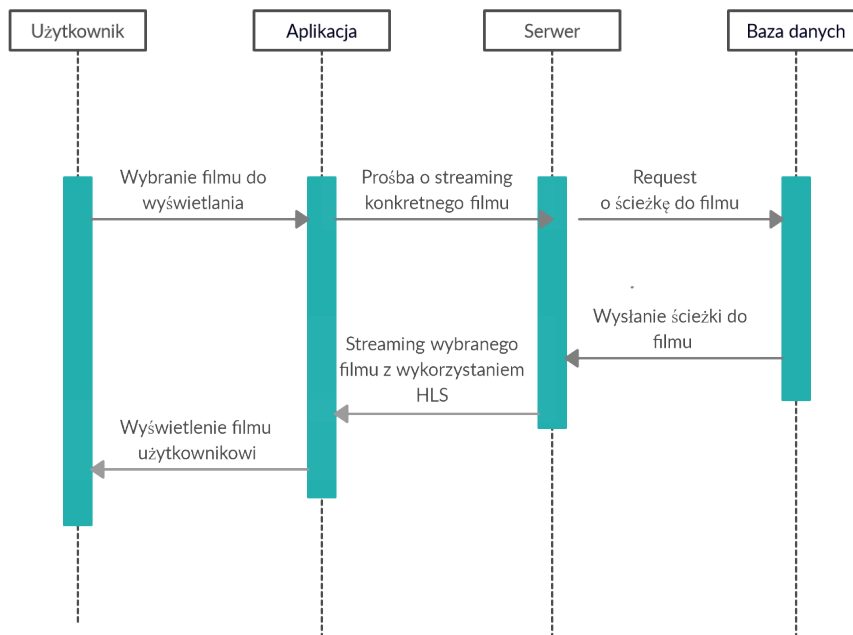 Użytkownik
Aplikacja
Serwer
Baza danych
Wybranie filmu do
wyświetlania
Prośba o streaming
konkretnego filmu
Request
o ścieżkę do filmu
Wysłanie ścieżki do
filmu
Streaming wybranego
filmu z wykorzystaniem
HLS
Wyświetlenie filmu
użytkownikowi